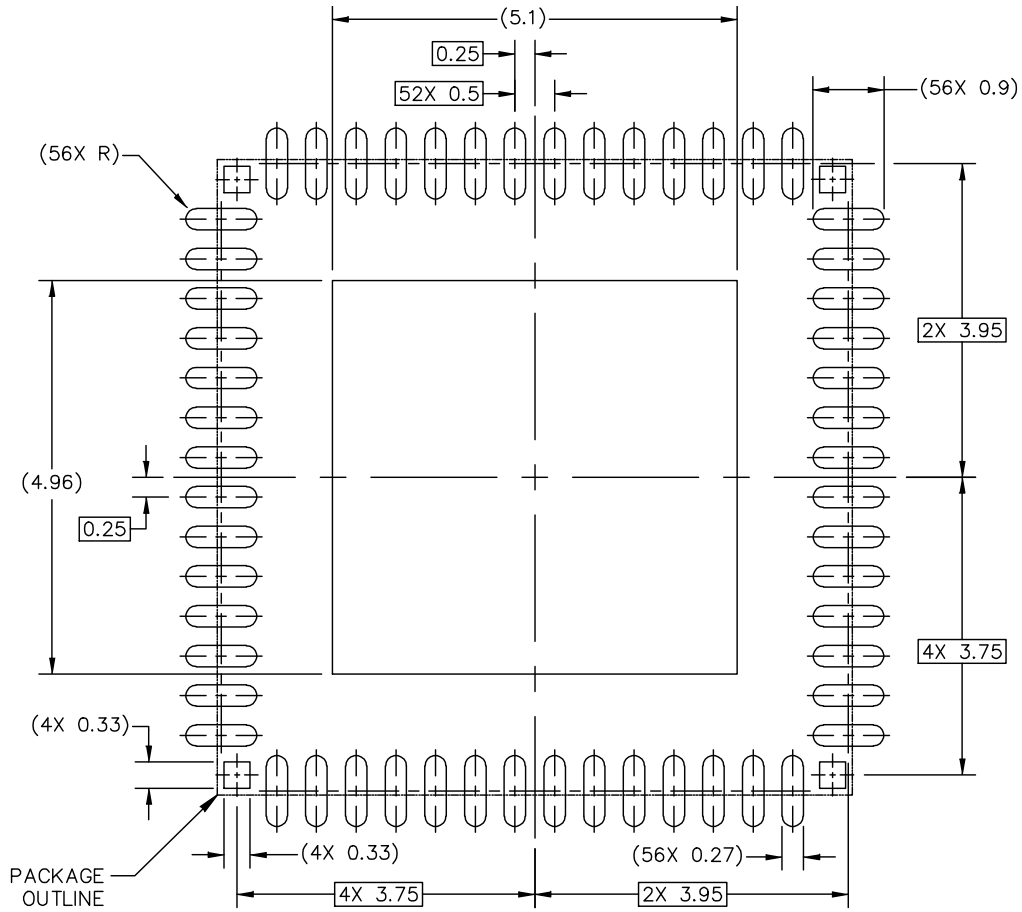 (5.1)
0.25
52X 0.5
(56X 0.9)
(56X R)
2X 3.95
(4.96)
0.25
4X 3.75
(4X 0.33)
(4X 0.33)
(56X 0.27)
PACKAGE
OUTLINE
4X 3.75
2X 3.95